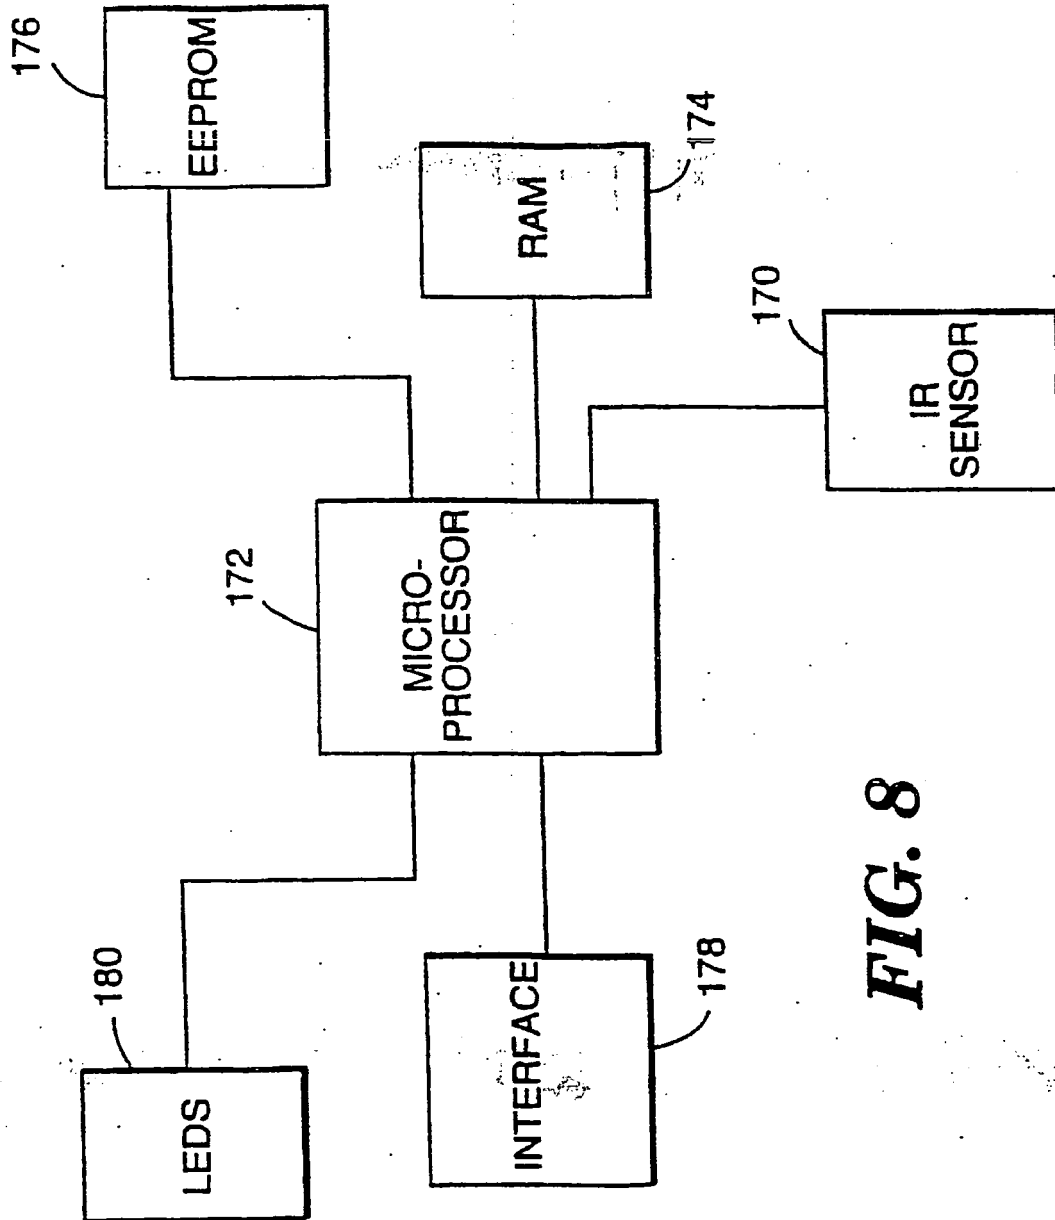 180
LEDS
172
MICRO-
PROCESSOR
176
EEPROM
INTERFACE
178
RAM
174
170
IR
SENSOR
FIG. 8